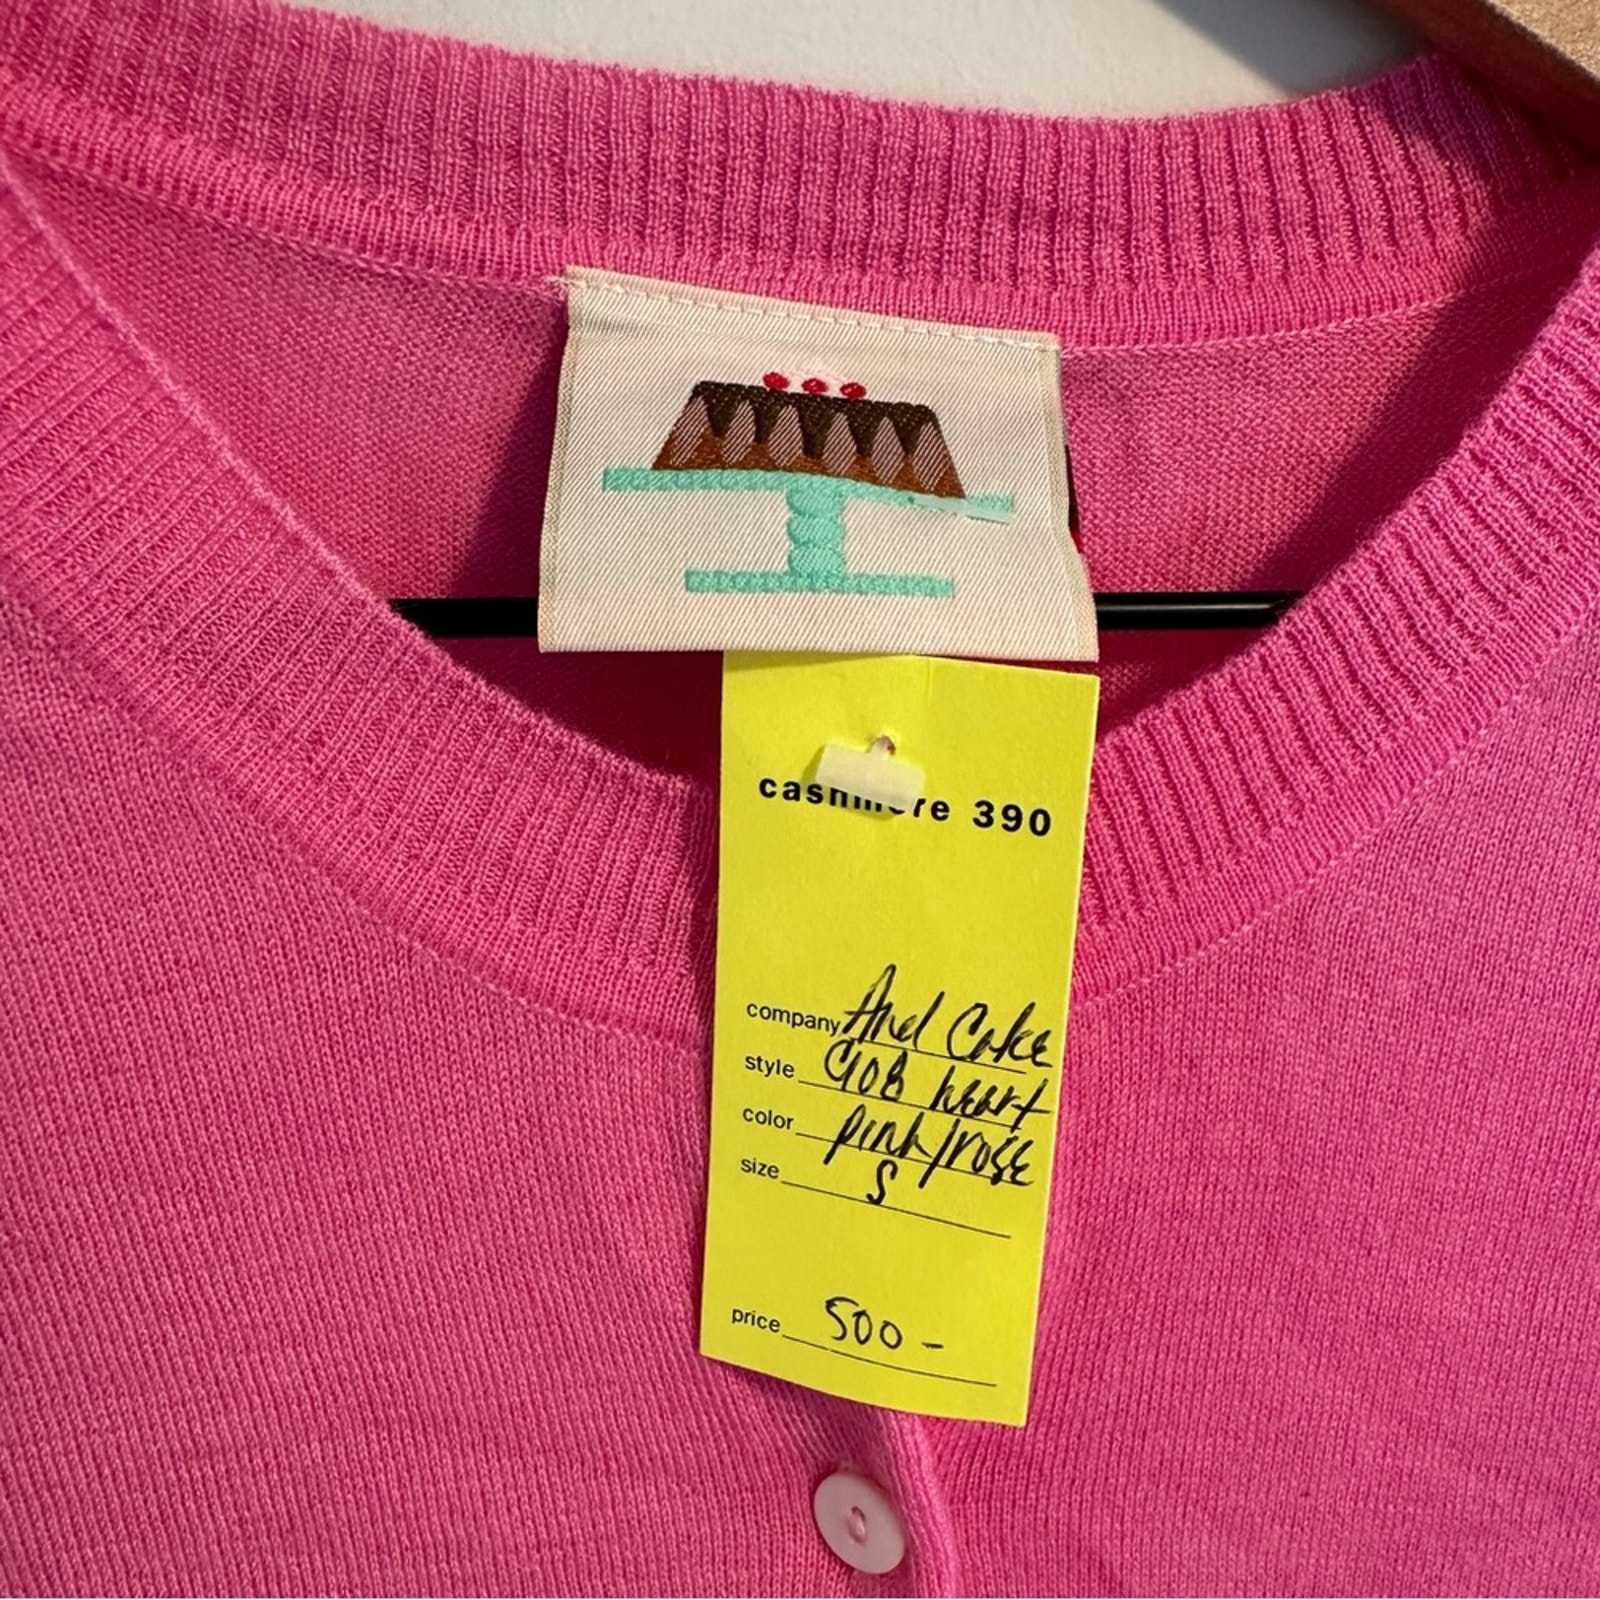 cashmere 390
company And Cake
style 908 heart
color pink/rose
size S
price 500-